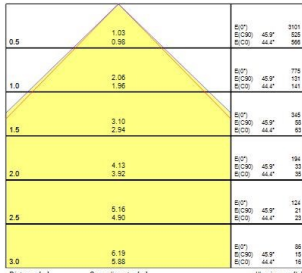 1.03
0.98
0.5
E(0°) 3101
E(C90) 45.9° 525
E(C0) 44.4° 566
2.06
1.96
1.0
E(0°) 775
E(C90) 45.9° 131
E(C0) 44.4° 141
3.10
2.94
1.5
E(0°) 345
E(C90) 45.9° 58
E(C0) 44.4° 63
4.13
3.92
2.0
E(0°) 194
E(C90) 45.9° 33
E(C0) 44.4° 35
5.16
4.90
2.5
E(0°) 124
E(C90) 45.9° 21
E(C0) 44.4° 23
6.19
5.88
3.0
E(0°) 86
E(C90) 45.9° 15
E(C0) 44.4° 16